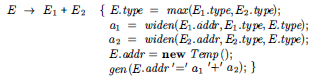 E → E₁ + E₂ { E.type = max(E₁.type,E₂.type);
a₁ = widen(E₁.addr,E₁.type,E.type);
a₂ = widen(E₂.addr,E₂.type,E.type);
E.addr = new Temp();
gen(E.addr '=' a₁ '+' a₂); }